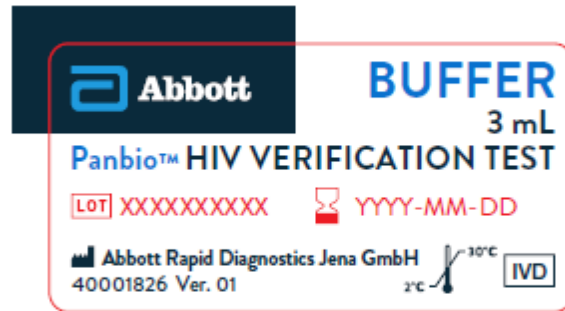 Abbott
BUFFER
3 mL
Panbio™ HIV VERIFICATION TEST
LOT XXXXXXXXXX YYYY-MM-DD
Abbott Rapid Diagnostics Jena GmbH
40001826 Ver. 01
2°C
30°C
IVD